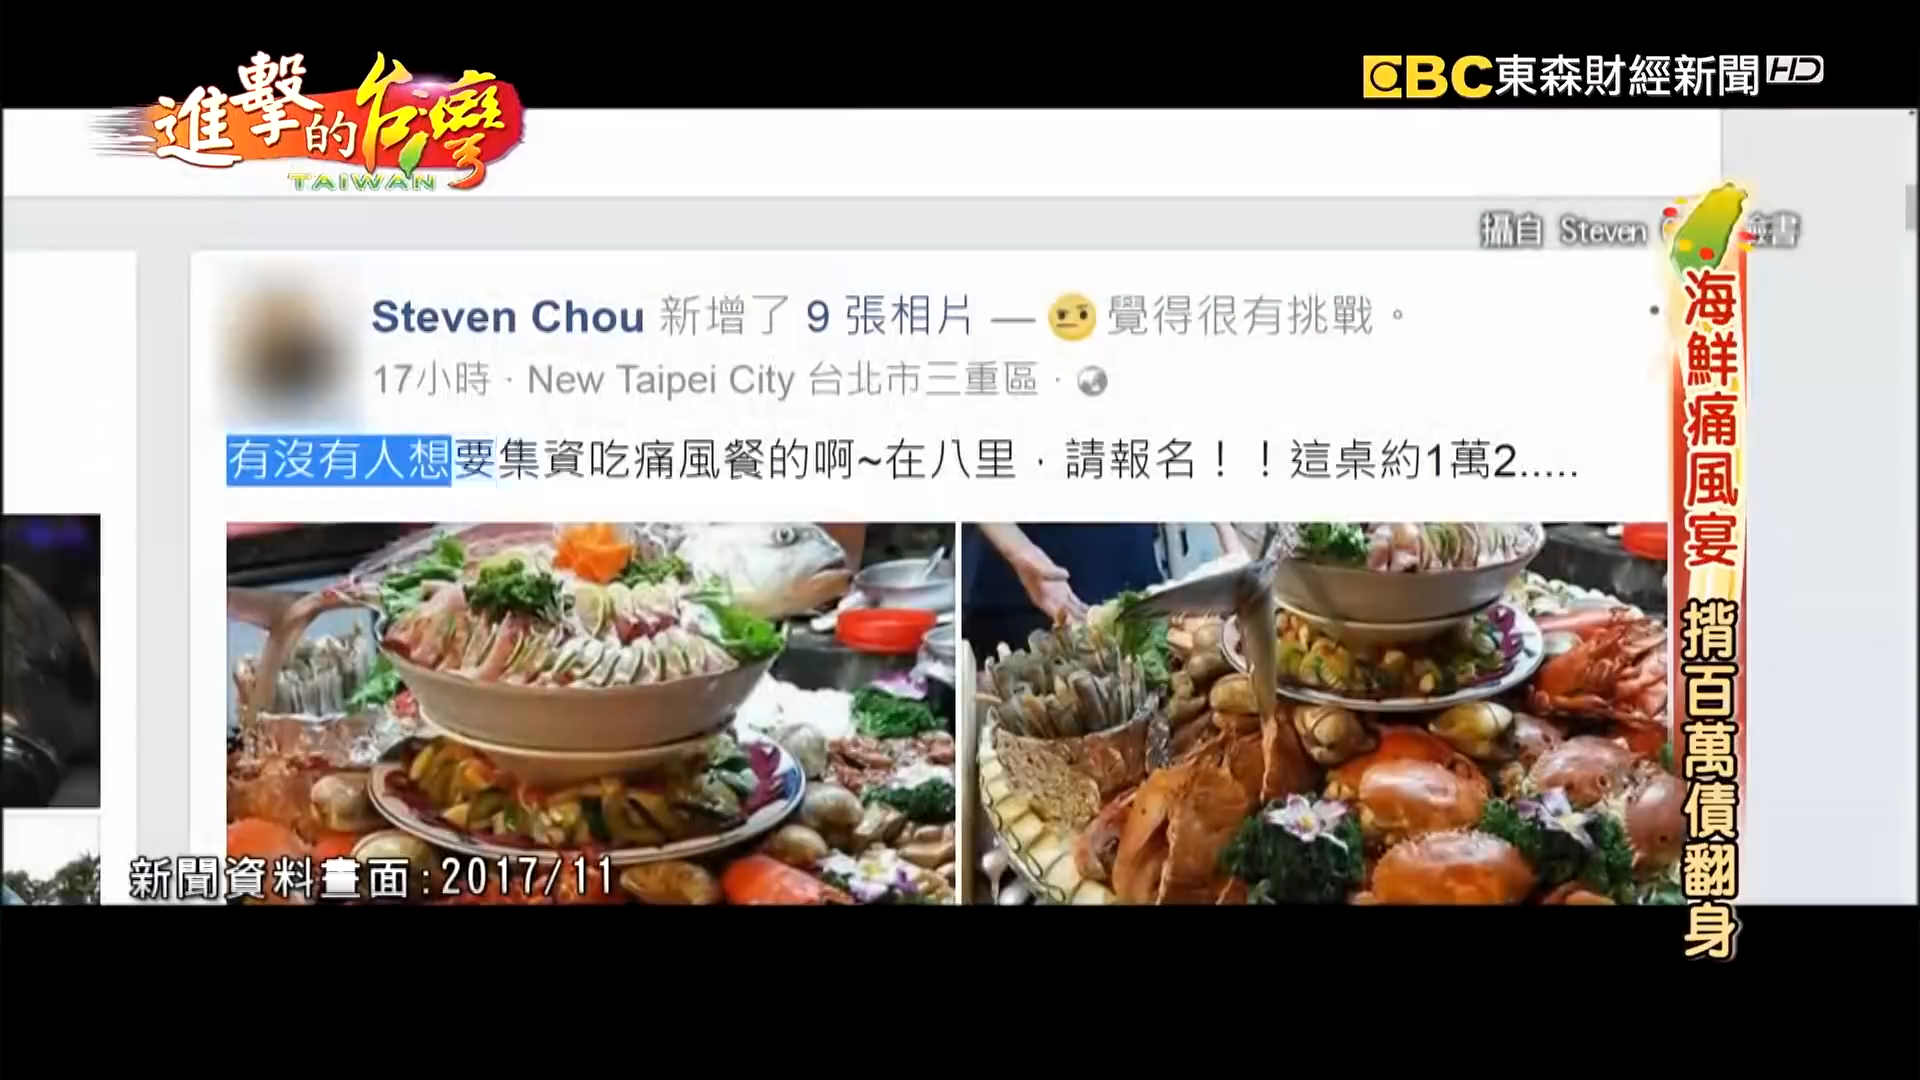 進擊的台灣
TAIWAN
EBC東森財經新聞HD
攝自 Steven
臉書
Steven Chou 新增了 9 張相片 — 覺得很有挑戰。
17小時 · New Taipei City 台北市三重區 ·
有沒有人想要集資吃痛風餐的啊~在八里，請報名！！這桌約1萬2.....
海鮮痛風宴 揹百萬債翻身
新聞資料畫面:2017/11